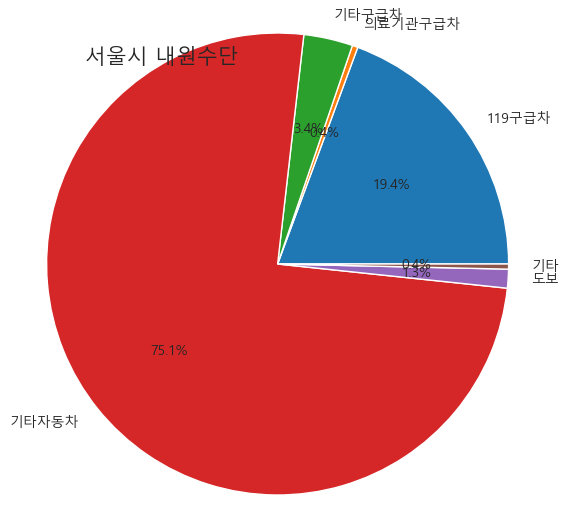 서울시 내원수단
119구급차
19.4%
의료기관구급차
0.4%
기타구급차
3.4%
기타자동차
75.1%
도보
1.3%
기타
0.4%